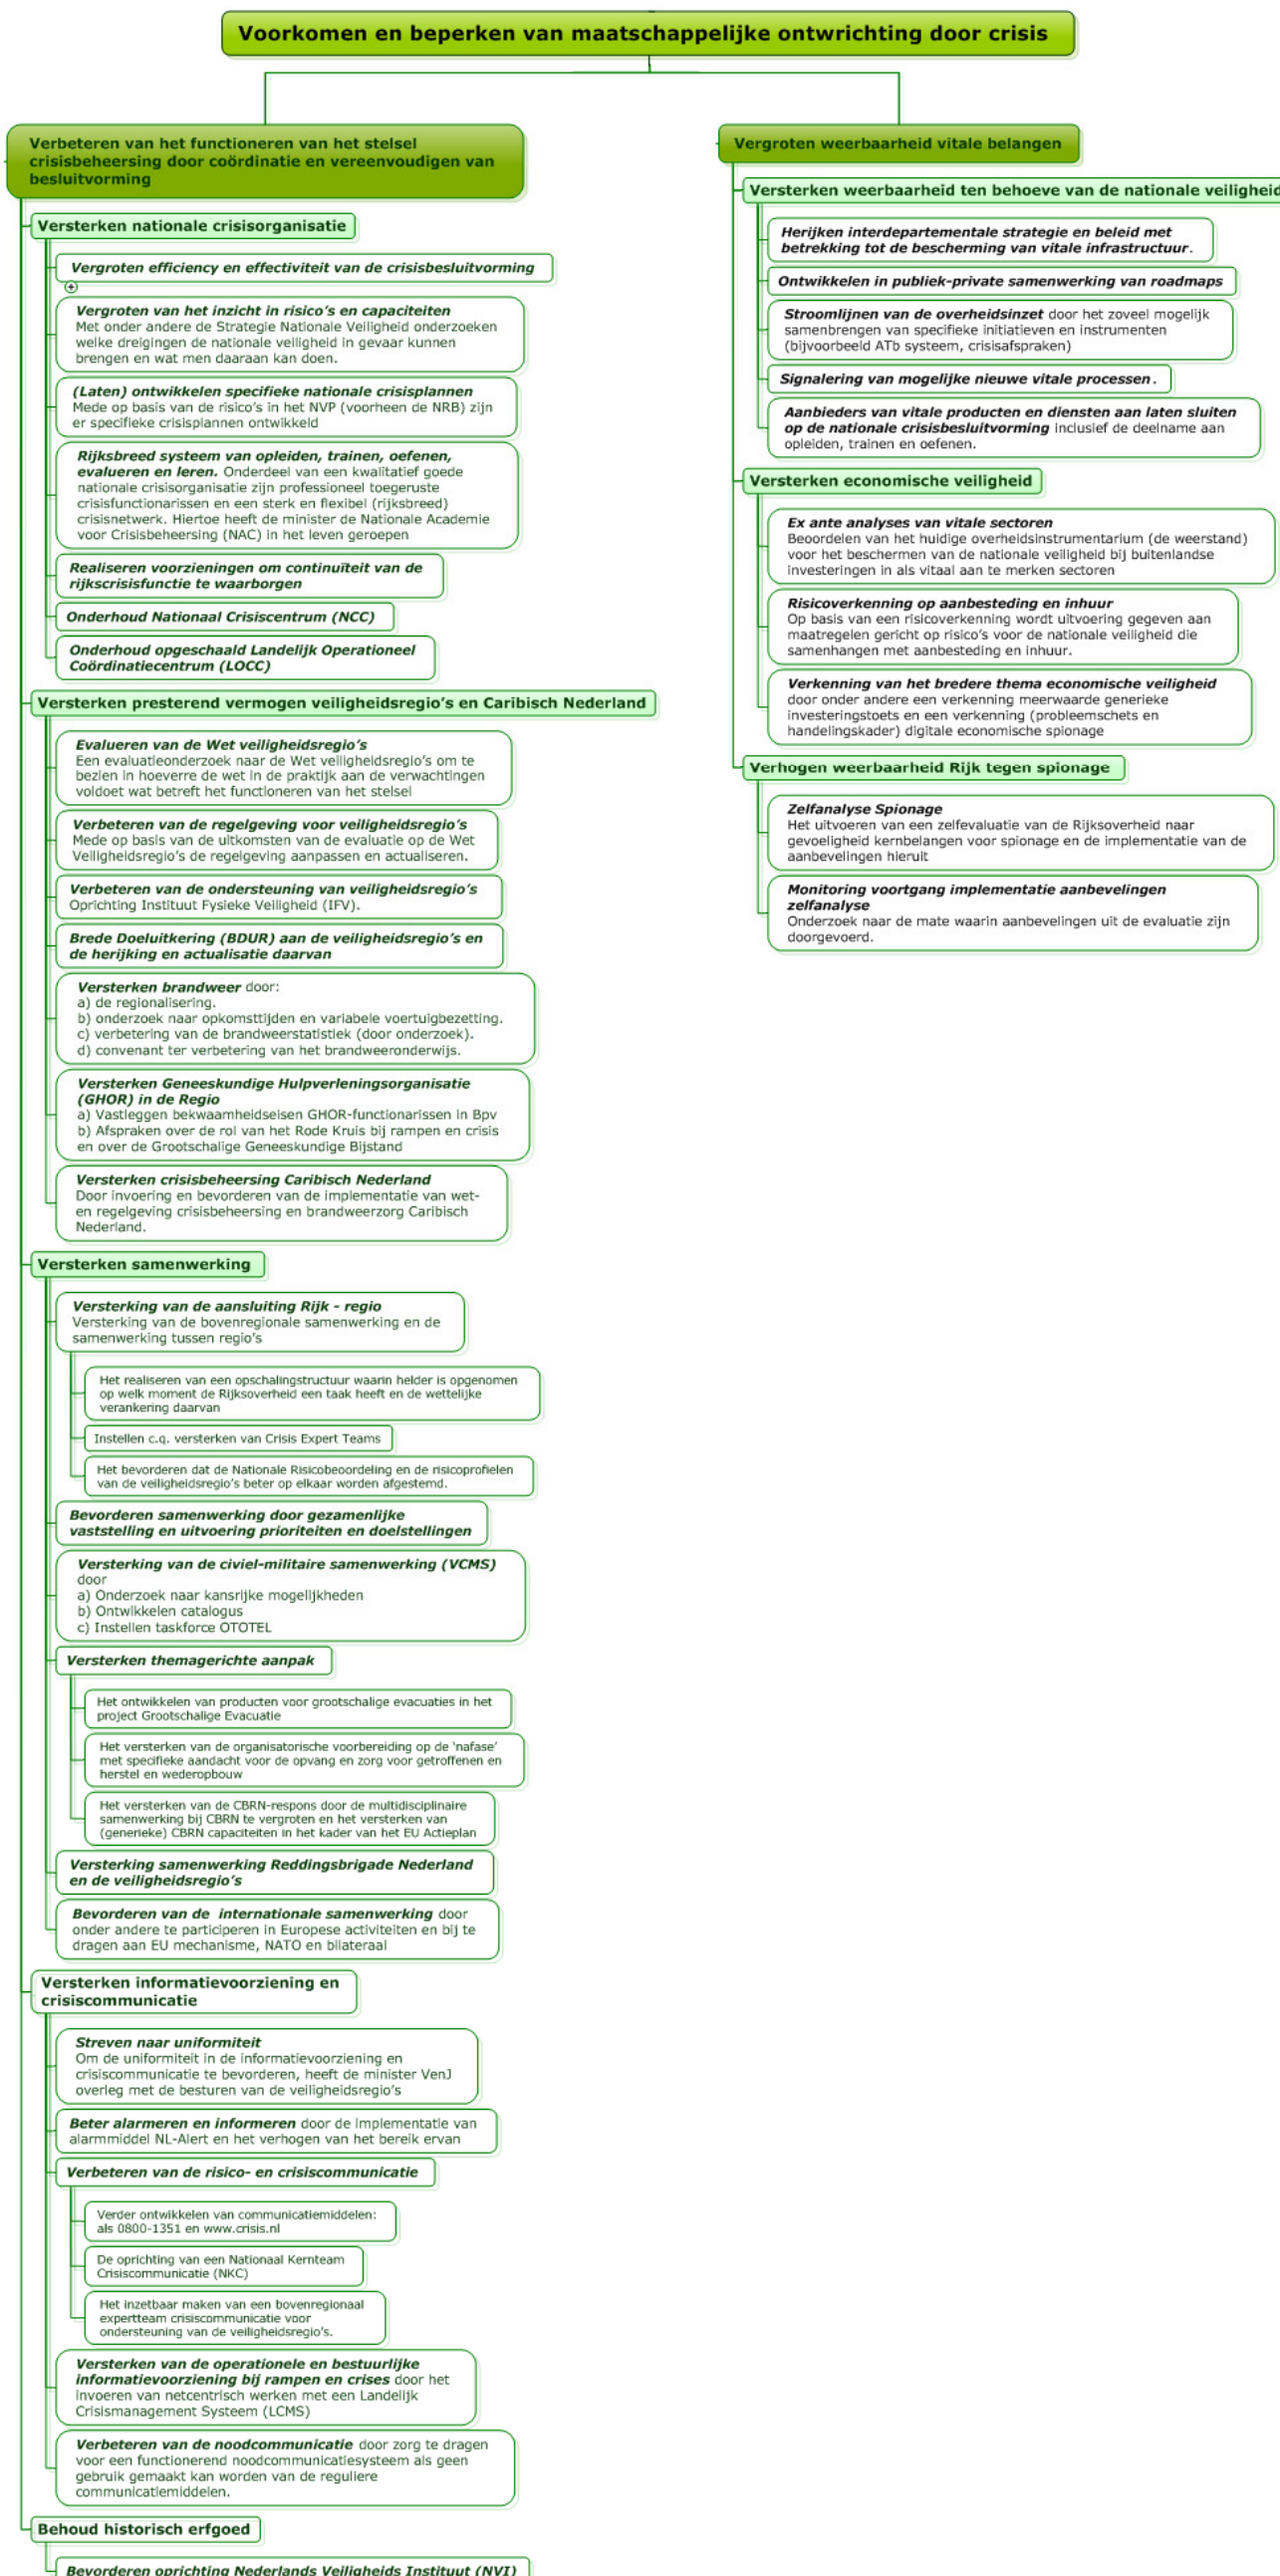 Voorkomen en beperken van maatschappelijke ontwrichting door crisis
Verbeteren van het functioneren van het stelsel
crisisbeheersing door coördinatie en vereenvoudigen van
besluitvorming
Versterken nationale crisisorganisatie
Vergroten efficiency en effectiviteit van de crisisbesluitvorming
Vergroten van het inzicht in risico's en capaciteiten
Met onder andere de Strategie Nationale Veiligheid onderzoeken
welke dreigingen de nationale veiligheid in gevaar kunnen
brengen en wat men daaraan kan doen.
(Laten) ontwikkelen specifieke nationale crisisplannen
Mede op basis van de risico's in het NVP (voorheen de NRB) zijn
er specifieke crisisplannen ontwikkeld
Rijksbreed systeem van opleiden, trainen, oefenen,
evalueren en leren. Onderdeel van een kwalitatief goede
nationale crisisorganisatie zijn professioneel toegeruste
crisisfunctionarissen en een sterk en flexibel (rijksbreed)
crisisnetwerk. Hiertoe heeft de minister de Nationale Academie
voor Crisisbeheersing (NAC) in het leven geroepen
Realiseren voorzieningen om continuïteit van de
rijkscrisisfunctie te waarborgen
Onderhoud Nationaal Crisiscentrum (NCC)
Onderhoud opgeschaald Landelijk Operationeel
Coördinatiecentrum (LOCC)
Versterken presterend vermogen veiligheidsregio's en Caribisch Nederland
Evalueren van de Wet veiligheidsregio's
Een evaluatieonderzoek naar de Wet veiligheidsregio's om te
bezien in hoeverre de wet in de praktijk aan de verwachtingen
voldoet wat betreft het functioneren van het stelsel
Verbeteren van de regelgeving voor veiligheidsregio's
Mede op basis van de uitkomsten van de evaluatie op de Wet
Veiligheidsregio's de regelgeving aanpassen en actualiseren.
Verbeteren van de ondersteuning van veiligheidsregio's
Oprichting Instituut Fysieke Veiligheid (IFV).
Brede Doeluitkering (BDUR) aan de veiligheidsregio's en
de herijking en actualisatie daarvan
Versterken brandweer door:
a) de regionalisering.
b) onderzoek naar opkomsttijden en variabele voertuigbezetting.
c) verbetering van de brandweerstatistiek (door onderzoek).
d) convenant ter verbetering van het brandweeronderwijs.
Versterken Geneeskundige Hulpverleningsorganisatie
(GHOR) in de Regio
a) Vastleggen bekwaamheidseisen GHOR-functionarissen in Bpv
b) Afspraken over de rol van het Rode Kruis bij rampen en crisis
en over de Grootschalige Geneeskundige Bijstand
Versterken crisisbeheersing Caribisch Nederland
Door invoering en bevorderen van de implementatie van wet-
en regelgeving crisisbeheersing en brandweerzorg Caribisch
Nederland.
Versterken samenwerking
Versterking van de aansluiting Rijk - regio
Versterking van de bovenregionale samenwerking en de
samenwerking tussen regio's
Het realiseren van een opschalingstructuur waarin helder is opgenomen
op welk moment de Rijksoverheid een taak heeft en de wettelijke
verankering daarvan
Instellen c.q. versterken van Crisis Expert Teams
Het bevorderen dat de Nationale Risicobeoordeling en de risicoprofielen
van de veiligheidsregio's beter op elkaar worden afgestemd.
Bevorderen samenwerking door gezamenlijke
vaststelling en uitvoering prioriteiten en doelstellingen
Versterking van de civiel-militaire samenwerking (VCMS)
door
a) Onderzoek naar kansrijke mogelijkheden
b) Ontwikkelen catalogus
c) Instellen taskforce OTOTEL
Versterken themagerichte aanpak
Het ontwikkelen van producten voor grootschalige evacuaties in het
project Grootschalige Evacuatie
Het versterken van de organisatorische voorbereiding op de 'nafase'
met specifieke aandacht voor de opvang en zorg voor getroffenen en
herstel en wederopbouw
Het versterken van de CBRN-respons door de multidisciplinaire
samenwerking bij CBRN te vergroten en het versterken van
(generieke) CBRN capaciteiten in het kader van het EU Actieplan
Versterking samenwerking Reddingsbrigade Nederland
en de veiligheidsregio's
Bevorderen van de internationale samenwerking door
onder andere te participeren in Europese activiteiten en bij te
dragen aan EU mechanisme, NATO en bilateraal
Versterken informatievoorziening en
crisiscommunicatie
Streven naar uniformiteit
Om de uniformiteit in de informatievoorziening en
crisiscommunicatie te bevorderen, heeft de minister VenJ
overleg met de besturen van de veiligheidsregio's
Beter alarmeren en informeren door de implementatie van
alarmmiddel NL-Alert en het verhogen van het bereik ervan
Verbeteren van de risico- en crisiscommunicatie
Verder ontwikkelen van communicatiemiddelen:
als 0800-1351 en www.crisis.nl
De oprichting van een Nationaal Kernteam
Crisiscommunicatie (NKC)
Het inzetbaar maken van een bovenregionaal
expertteam crisiscommunicatie voor
ondersteuning van de veiligheidsregio's.
Versterken van de operationele en bestuurlijke
informatievoorziening bij rampen en crises door het
invoeren van netcentrisch werken met een Landelijk
Crisismanagement Systeem (LCMS)
Verbeteren van de noodcommunicatie door zorg te dragen
voor een functionerend noodcommunicatiesysteem als geen
gebruik gemaakt kan worden van de reguliere
communicatiemiddelen.
Behoud historisch erfgoed
Bevorderen oprichting Nederlands Veiligheids Instituut (NVI)
Vergroten weerbaarheid vitale belangen
Versterken weerbaarheid ten behoeve van de nationale veiligheid
Herijken interdepartementale strategie en beleid met
betrekking tot de bescherming van vitale infrastructuur.
Ontwikkelen in publiek-private samenwerking van roadmaps
Stroomlijnen van de overheidsinzet door het zoveel mogelijk
samenbrengen van specifieke initiatieven en instrumenten
(bijvoorbeeld ATb systeem, crisisafspraken)
Signalering van mogelijke nieuwe vitale processen.
Aanbieders van vitale producten en diensten aan laten sluiten
op de nationale crisisbesluitvorming inclusief de deelname aan
opleiden, trainen en oefenen.
Versterken economische veiligheid
Ex ante analyses van vitale sectoren
Beoordelen van het huidige overheidsinstrumentarium (de weerstand)
voor het beschermen van de nationale veiligheid bij buitenlandse
investeringen in als vitaal aan te merken sectoren
Risicoverkenning op aanbesteding en inhuur
Op basis van een risicoverkenning wordt uitvoering gegeven aan
maatregelen gericht op risico's voor de nationale veiligheid die
samenhangen met aanbesteding en inhuur.
Verkenning van het bredere thema economische veiligheid
door onder andere een verkenning meerwaarde generieke
investeringstoets en een verkenning (probleemschets en
handelingskader) digitale economische spionage
Verhogen weerbaarheid Rijk tegen spionage
Zelfanalyse Spionage
Het uitvoeren van een zelfevaluatie van de Rijksoverheid naar
gevoeligheid kernbelangen voor spionage en de implementatie van de
aanbevelingen hieruit
Monitoring voortgang implementatie aanbevelingen
zelfanalyse
Onderzoek naar de mate waarin aanbevelingen uit de evaluatie zijn
doorgevoerd.